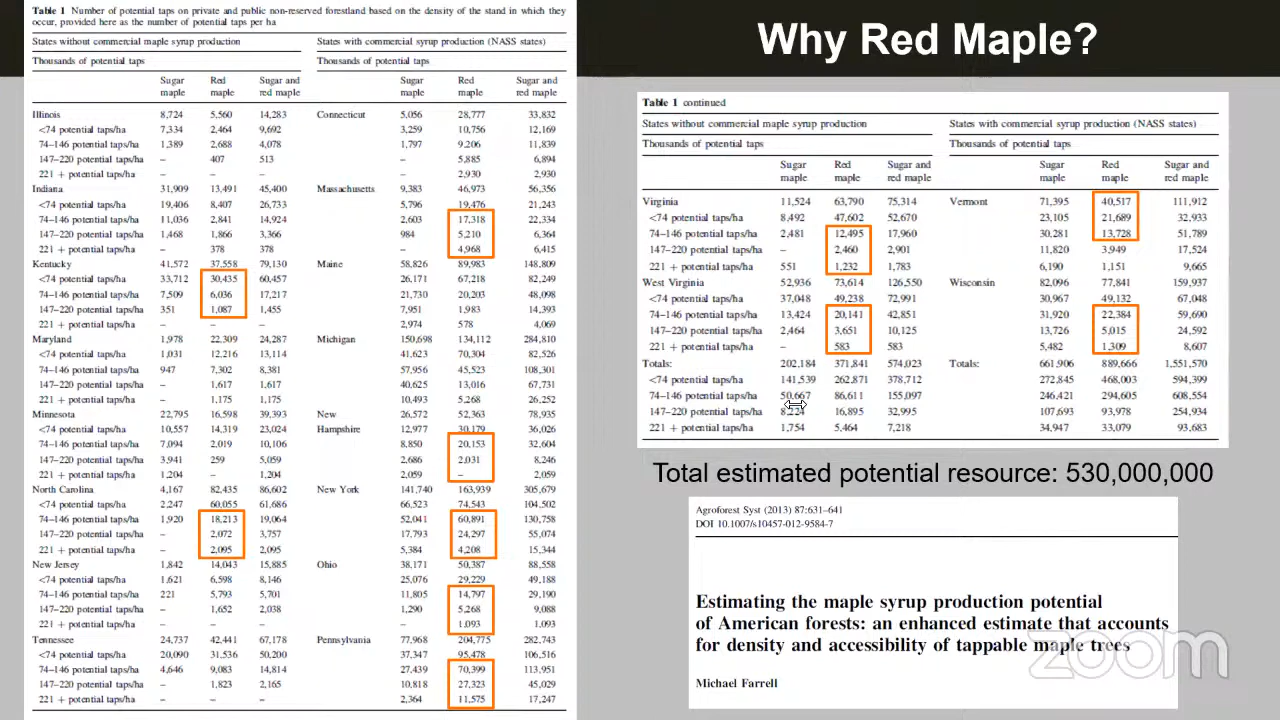 Table 1 Number of potential taps on private and public non-reserved forestland based on the density of the stand in which they
occur, provided here as the number of potential taps per ha
States without commercial maple syrup production States with commercial syrup production (NASS states)
Thousands of potential taps Thousands of potential taps
Sugar maple Red maple Sugar and red maple Sugar maple Red maple Sugar and red maple
Illinois 8,724 5,560 14,283 Connecticut 5,056 28,777 33,832
<74 potential taps/ha 7,334 2,464 9,692 3,259 10,756 12,169
74–146 potential taps/ha 1,389 2,688 4,078 1,797 9.206 11,839
147–220 potential taps/ha – 407 513 – 5,885 6,894
221 + potential taps/ha – – – – 2,930 2,930
Indiana 31,909 13,491 45,400 Massachusetts 9,383 46,973 56,356
<74 potential taps/ha 19,406 8,407 26,733 5,796 19,476 21,243
74–146 potential taps/ha 11,036 2,841 14,924 2,603 17,318 22,334
147–220 potential taps/ha 1,468 1,866 3,366 984 5,210 6,364
221 + potential taps/ha – 378 378 – 4,968 6,415
Kentucky 41,572 37,558 79,130 Maine 58,826 89,983 148,809
<74 potential taps/ha 33,712 30,435 60,457 26,171 67,218 82,249
74–146 potential taps/ha 7,509 6,036 17,217 21,730 20,203 48,098
147–220 potential taps/ha 351 1,087 1,455 7,951 1,983 14,393
221 + potential taps/ha – – – 2,974 578 4,069
Maryland 1,978 22,309 24,287 Michigan 150,698 134,112 284,810
<74 potential taps/ha 1,031 12,216 13,114 41,623 70,304 82,526
74–146 potential taps/ha 947 7,302 8,381 57,956 45,523 108,301
147–220 potential taps/ha – 1,617 1,617 40,625 13,016 67,731
221 + potential taps/ha – 1,175 1,175 10,493 5,268 26,252
Minnesota 22,795 16,598 39,393 New 26,572 52,363 78,935
<74 potential taps/ha 10,557 14,319 23,024 Hampshire 12,977 30,179 36,026
74–146 potential taps/ha 7,094 2,019 10,106 8,850 20,153 32,604
147–220 potential taps/ha 3,941 259 5,059 2,686 2,031 8,246
221 + potential taps/ha 1,204 – 1,204 2,059 – 2,059
North Carolina 4,167 82,435 86,602 New York 141,740 163,939 305,679
<74 potential taps/ha 2,247 60,055 61,686 66,523 74,543 104,502
74–146 potential taps/ha 1,920 18,213 19,064 52,041 60,891 130,758
147–220 potential taps/ha – 2,072 3,757 17,793 24,297 55,074
221 + potential taps/ha – 2,095 2,095 5,384 4,208 15,344
New Jersey 1,842 14,043 15,885 Ohio 38,171 50,387 88,558
<74 potential taps/ha 1,621 6,598 8,146 25,076 29,229 49,188
74–146 potential taps/ha 221 5,793 5,701 11,805 14,797 29,190
147–220 potential taps/ha – 1,652 2,038 1,290 5,268 9,088
221 + potential taps/ha – – – – 1,093 1,093
Tennessee 24,737 42,441 67,178 Pennsylvania 77,968 204,775 282,743
<74 potential taps/ha 20,090 31,536 50,200 37,347 95,478 106,516
74–146 potential taps/ha 4,646 9,083 14,814 27,439 70,399 113,951
147–220 potential taps/ha – 1,823 2,165 10,818 27,323 45,029
221 + potential taps/ha – – – 2,364 11,575 17,247
Why Red Maple?
Table 1 continued
States without commercial maple syrup production States with commercial syrup production (NASS states)
Thousands of potential taps Thousands of potential taps
Sugar maple Red maple Sugar and red maple Sugar maple Red maple Sugar and red maple
Virginia 11,524 63,790 75,314 Vermont 71,395 40,517 111,912
<74 potential taps/ha 8,492 47,602 52,670 23,105 21,689 32,933
74–146 potential taps/ha 2,481 12,495 17,960 30,281 13,728 51,789
147–220 potential taps/ha – 2,460 2,901 11,820 3,949 17,524
221 + potential taps/ha 551 1,232 1,783 6,190 1,151 9,665
West Virginia 52,936 73,614 126,550 Wisconsin 82,096 77,841 159,937
<74 potential taps/ha 37,048 49,238 72,991 30,967 49,132 67,048
74–146 potential taps/ha 13,424 20,141 42,851 31,920 22,384 59,690
147–220 potential taps/ha 2,464 3,651 10,125 13,726 5,015 24,592
221 + potential taps/ha – 583 583 5,482 1,309 8,607
Totals: 202,184 371,841 574,023 Totals: 661,906 889,666 1,551,570
<74 potential taps/ha 141,539 262,871 378,712 272,845 468,003 594,399
74–146 potential taps/ha 50,667 86,611 155,097 246,421 294,605 608,554
147–220 potential taps/ha 16,895 32,995 107,693 93,978 254,934
221 + potential taps/ha 1,754 5,464 7,218 34,947 33,079 93,683
Total estimated potential resource: 530,000,000
Agroforest Syst (2013) 87:631–641
DOI 10.1007/s10457-012-9584-7
Estimating the maple syrup production potential
of American forests: an enhanced estimate that accounts
for density and accessibility of tappable maple trees
Michael Farrell
zoom